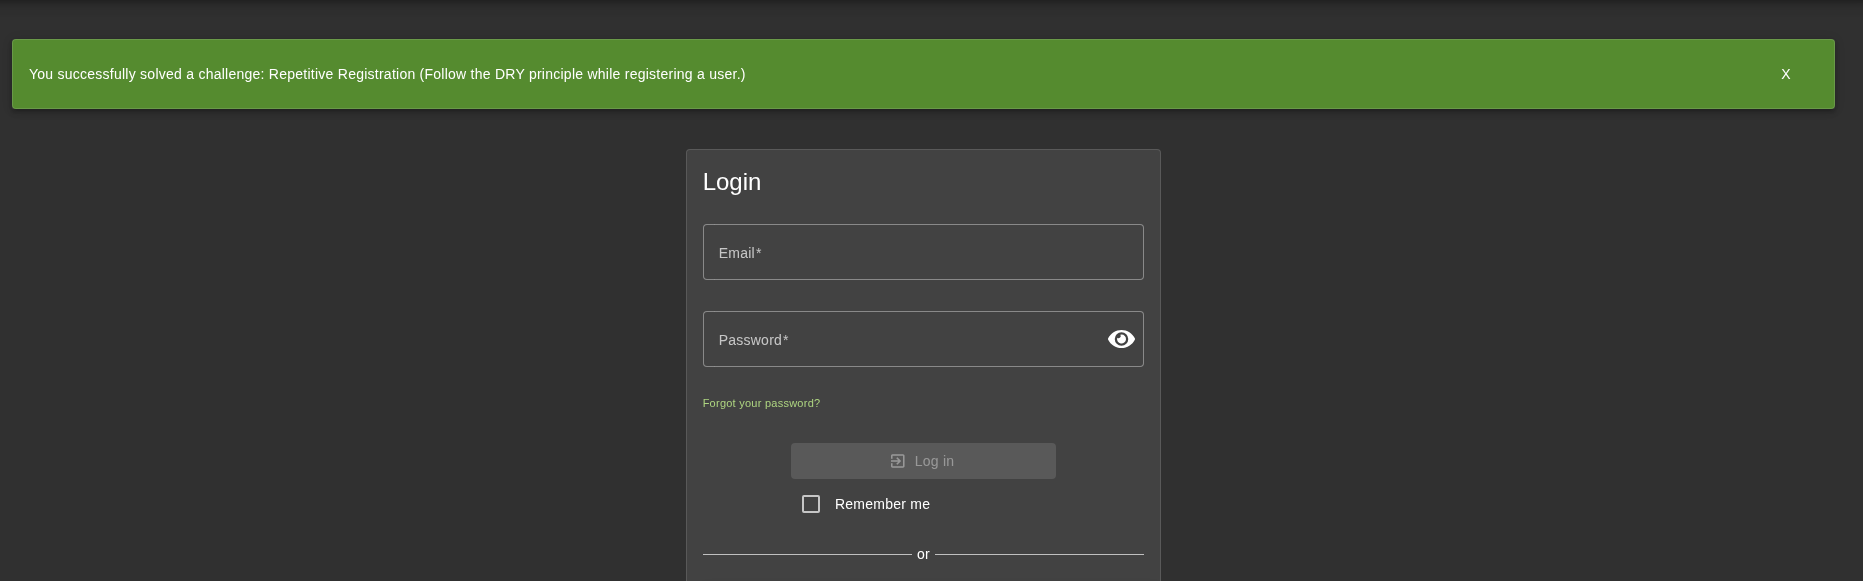 You successfully solved a challenge: Repetitive Registration (Follow the DRY principle while registering a user.)
X
Login
Email*
Password*
Forgot your password?
Log in
Remember me
or